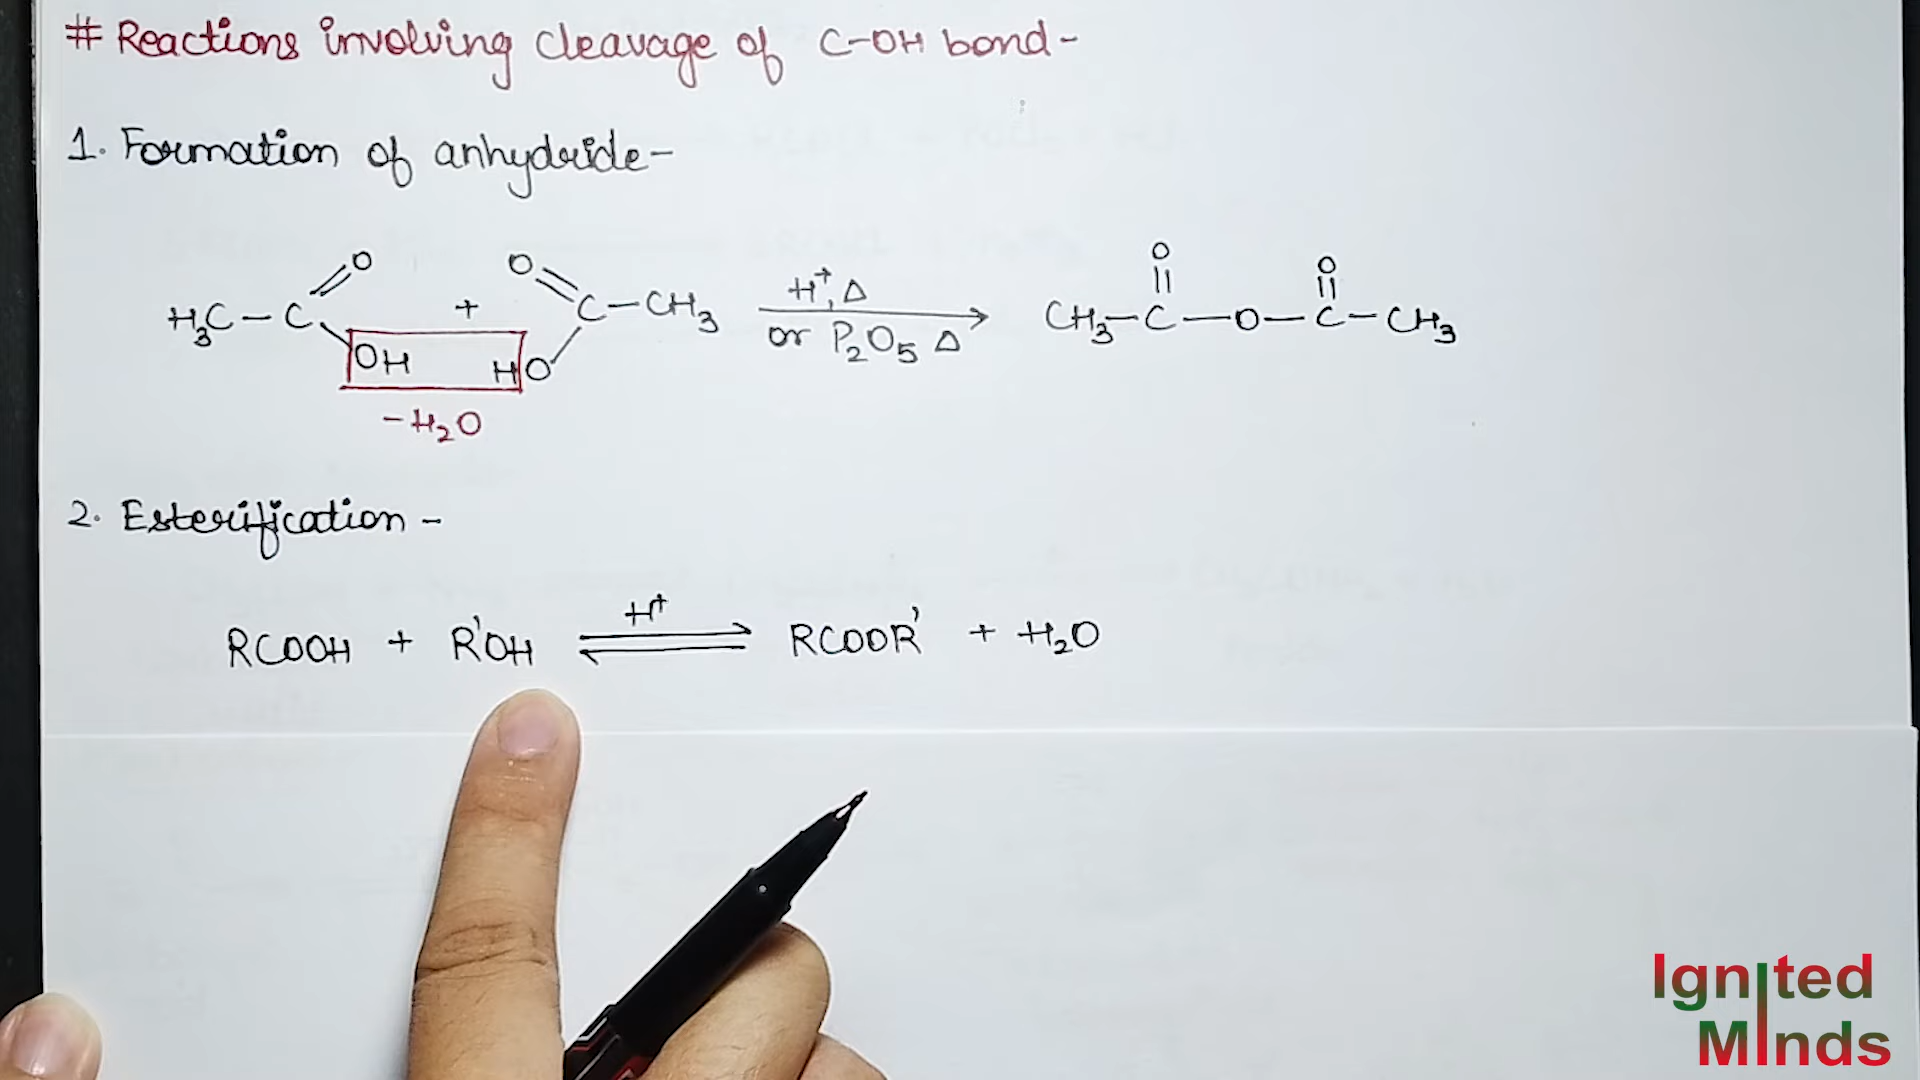 # Reactions involving cleavage of C-OH bond-
1. Formation of anhydride-
O O O O
H₃C-C + C-CH₃ H⁺, Δ CH₃-C-O-C-CH₃
OH HO or P₂O₅ Δ
-H₂O
2. Esterification-
H⁺
RCOOH + R'OH ⇌ RCOOR' + H₂O
Ignited
Minds